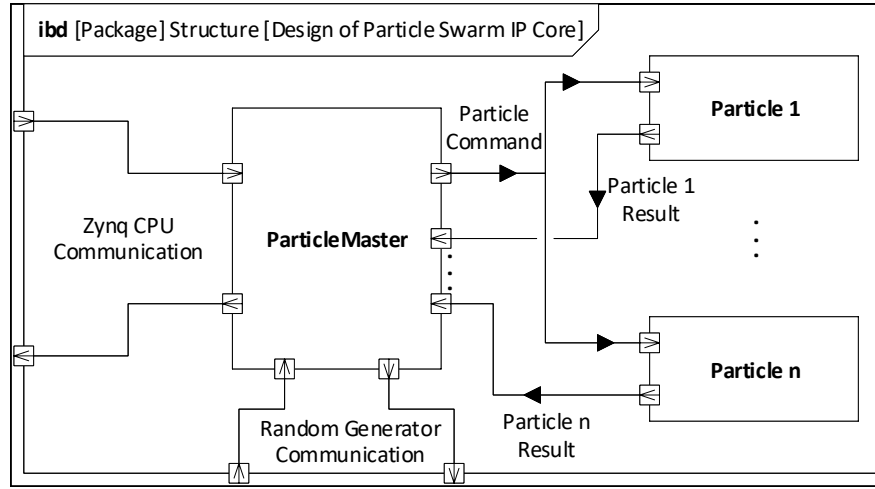 ibd [Package] Structure [Design of Particle Swarm IP Core]
Particle
Command
Particle 1
Particle 1
Result
Zynq CPU
Communication
ParticleMaster
Particle n
Random Generator
Communication
Particle n
Result